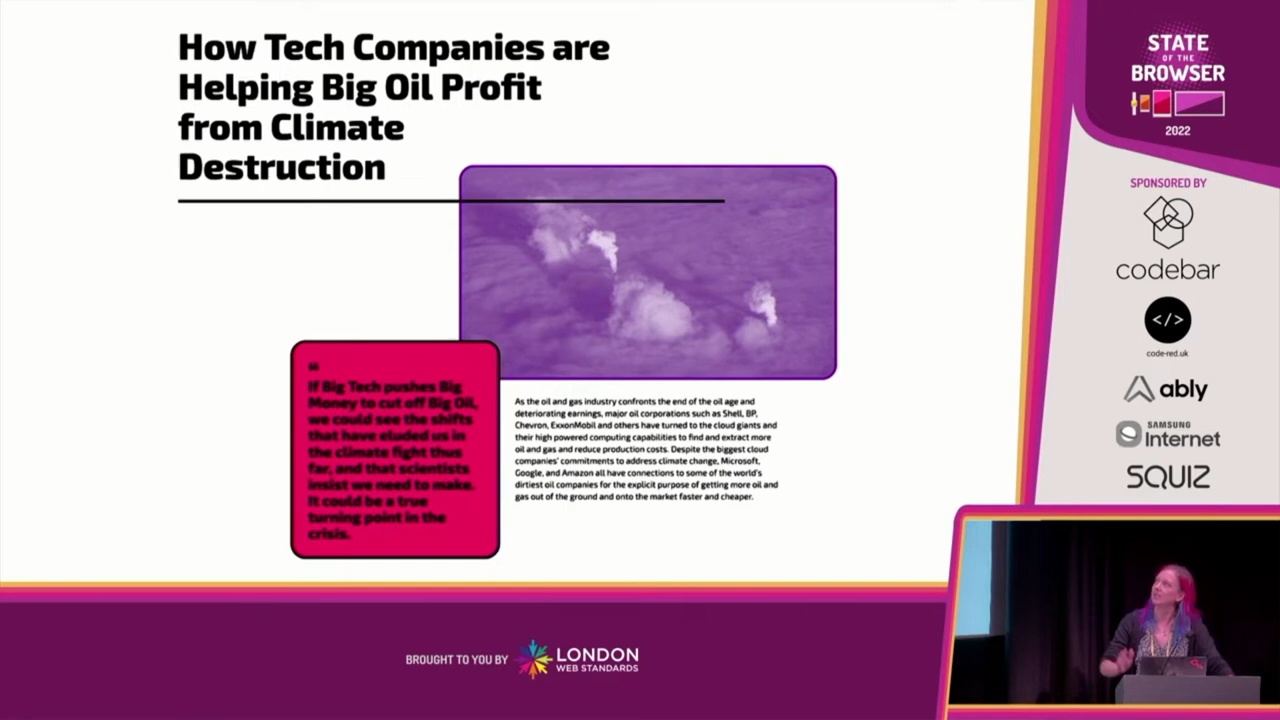 How Tech Companies are
Helping Big Oil Profit
from Climate
Destruction
“
If Big Tech pushes Big
Money to cut off Big Oil,
we could see the shifts
that have eluded us in
the climate fight thus
far, and that scientists
insist we need to make.
It could be a true
turning point in the
crisis.
As the oil and gas industry confronts the end of the oil age and
deteriorating earnings, major oil corporations such as Shell, BP,
Chevron, ExxonMobil and others have turned to the cloud giants and
their high powered computing capabilities to find and extract more
oil and gas and reduce production costs. Despite the biggest cloud
companies' commitments to address climate change, Microsoft,
Google, and Amazon all have connections to some of the world's
dirtiest oil companies for the explicit purpose of getting more oil and
gas out of the ground and onto the market faster and cheaper.
STATE
OF THE
BROWSER
2022
SPONSORED BY
codebar
</>
code-red.uk
ably
SAMSUNG
Internet
SQUIZ
BROUGHT TO YOU BY
LONDON
WEB STANDARDS